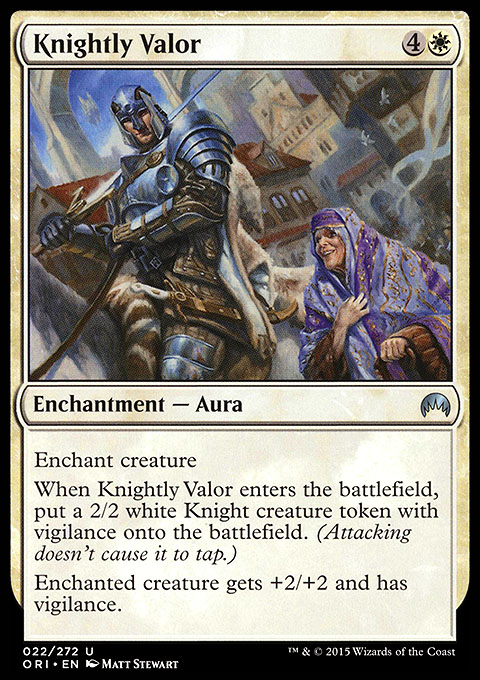 Knightly Valor 4
Enchantment — Aura
Enchant creature
When Knightly Valor enters the battlefield,
put a 2/2 white Knight creature token with
vigilance onto the battlefield. (Attacking
doesn't cause it to tap.)
Enchanted creature gets +2/+2 and has
vigilance.
022/272 U
ORI • EN Matt Stewart
™ & © 2015 Wizards of the Coast